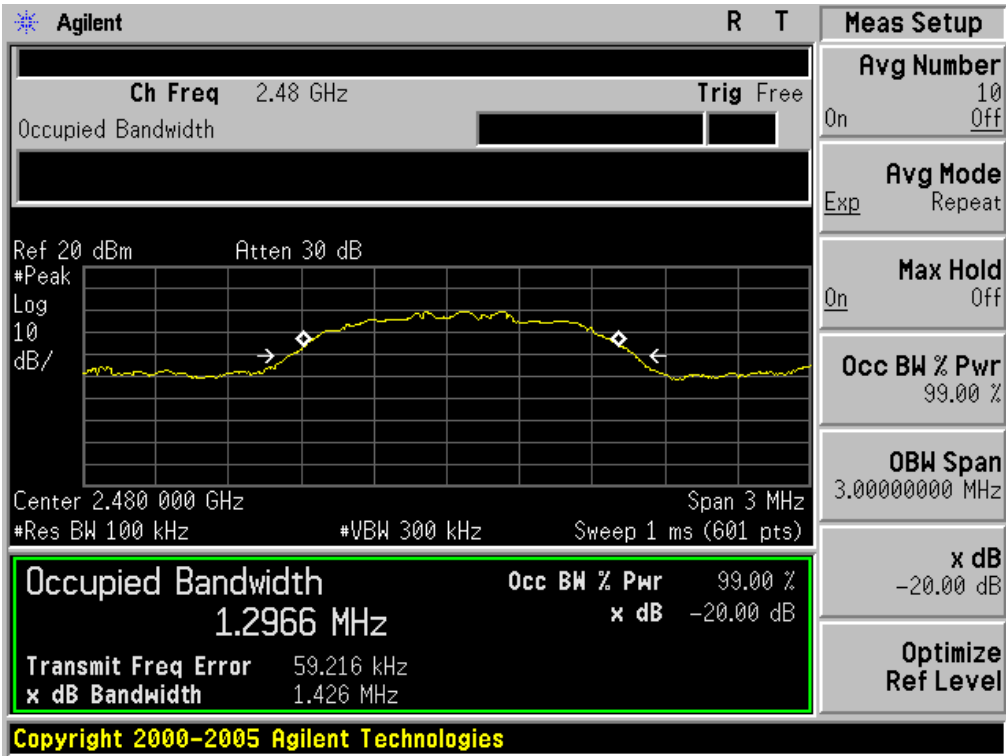 Agilent R T
Ch Freq 2.48 GHz Trig Free
Occupied Bandwidth
Ref 20 dBm Atten 30 dB
#Peak
Log
10
dB/
Center 2.480 000 GHz Span 3 MHz
#Res BW 100 kHz #VBW 300 kHz Sweep 1 ms (601 pts)
Occupied Bandwidth Occ BW % Pwr 99.00 %
1.2966 MHz x dB -20.00 dB
Transmit Freq Error 59.216 kHz
x dB Bandwidth 1.426 MHz
Copyright 2000-2005 Agilent Technologies
Meas Setup
Avg Number
10
On Off
Avg Mode
Exp Repeat
Max Hold
On Off
Occ BW % Pwr
99.00 %
OBW Span
3.00000000 MHz
x dB
-20.00 dB
Optimize
Ref Level